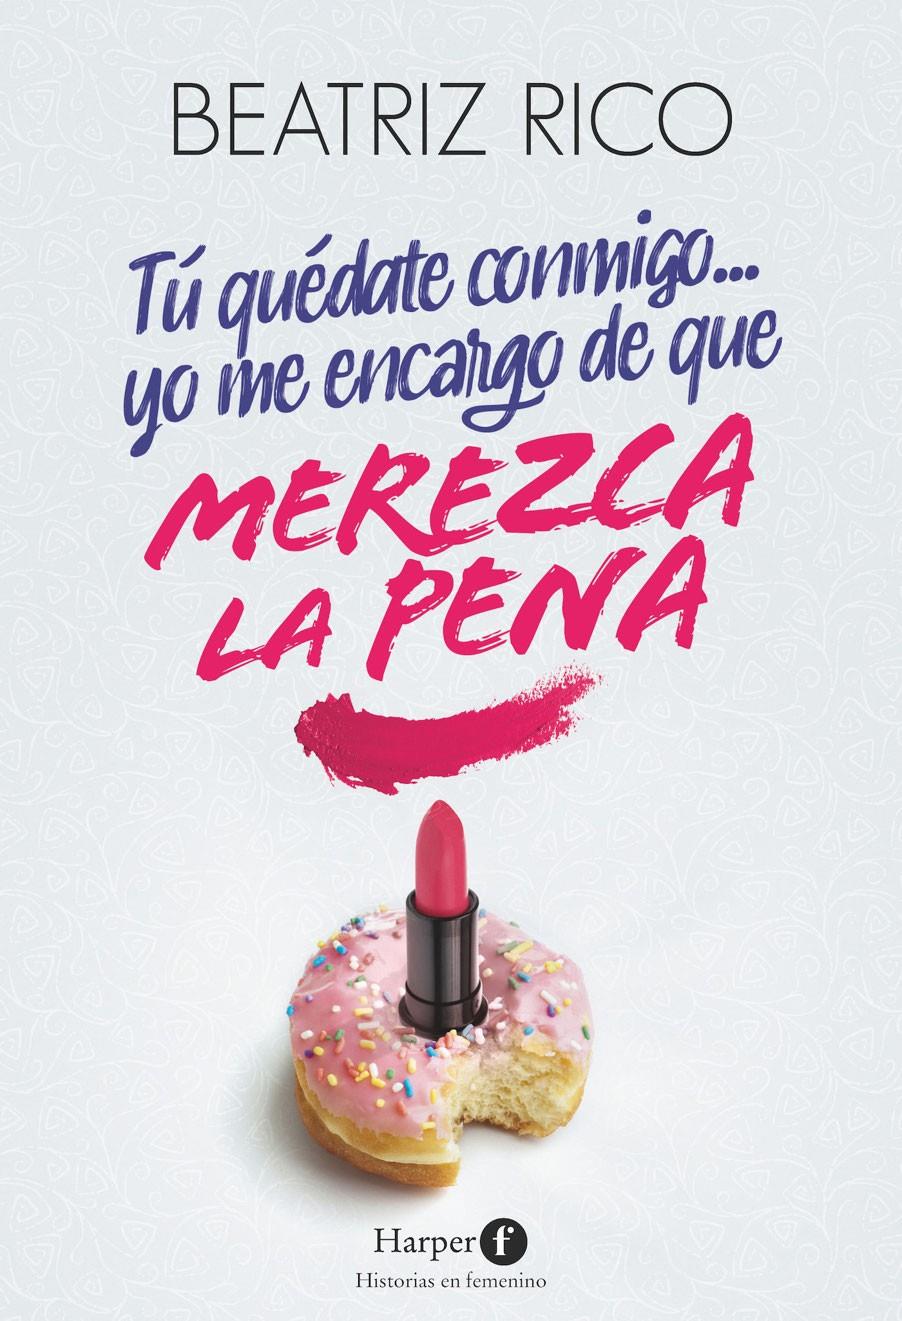 BEATRIZ RICO
Tú quédate conmigo...
yo me encargo de que
MEREZCA
LA PENA
Harper f
Historias en femenino